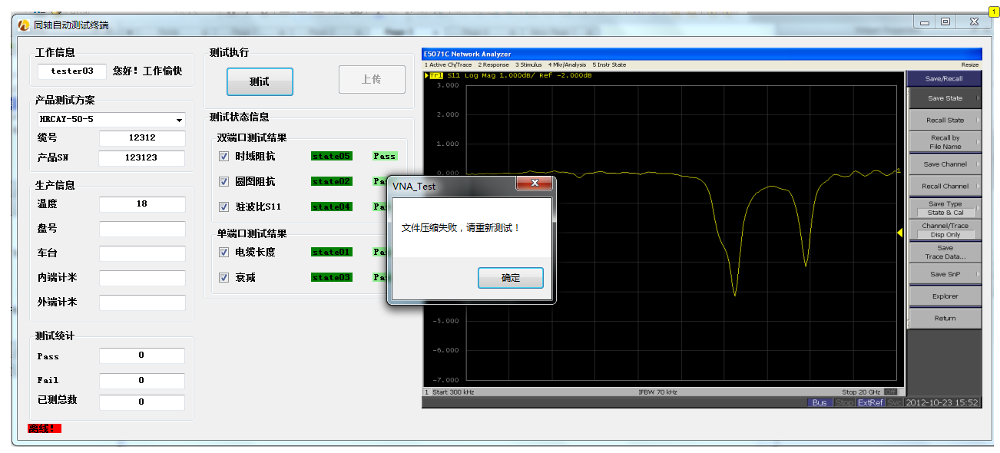 1
同轴自动测试终端
工作信息
tester03 您好! 工作愉快
产品测试方案
HRCAY-50-5
缆号 12312
产品SN 123123
生产信息
温度 18
盘号
车台
内端计米
外端计米
测试统计
Pass 0
Fail 0
已测总数 0
离线!
测试执行
测试 上传
测试状态信息
双端口测试结果
时域阻抗 state05 Pass
圆图阻抗 state02
驻波比S11 state04
单端口测试结果
电缆长度 state01
衰减 state03
VNA_Test
文件压缩失败，请重新测试！
确定
E5071C Network Analyzer
1 Active Ch/Trace 2 Response 3 Stimulus 4 Mkr/Analysis 5 Instr State
Resize
Tr1 S11 Log Mag 1.000dB/ Ref -2.000dB
3.000
2.000
1.000
0.000
1
-5.000
-6.000
-7.000
1 Start 300 kHz IFBW 70 kHz Stop 20 GHz Off
Bus Stop ExtRef Svc 2012-10-23 15:52
Save/Recall
Save State
Recall State
Recall by
File Name
Save Channel
Recall Channel
Save Type
State & Cal
Channel/Trace
Disp Only
Save
Trace Data...
Save SnP
Explorer
Return